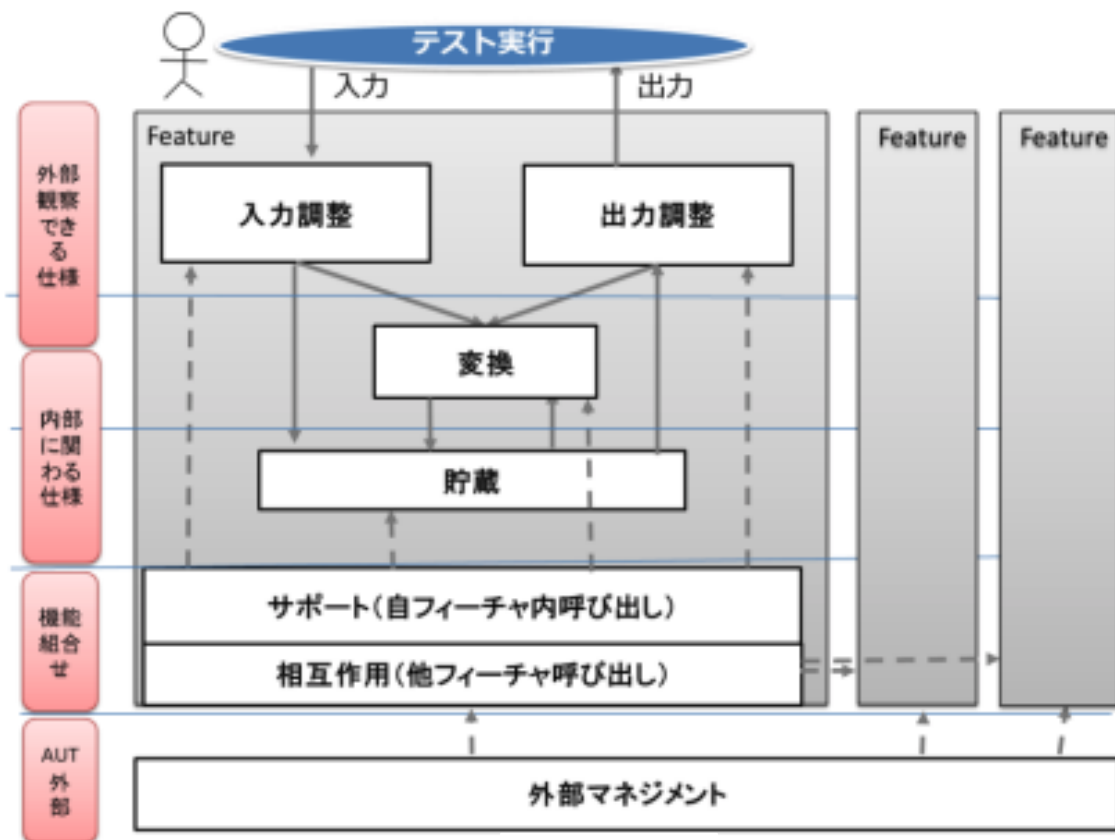 テスト実行
入力
出力
Feature
Feature
Feature
外部
観察
でき
る
仕様
入力調整
出力調整
変換
内部
に関
わる
仕様
貯蔵
機能
組合
せ
サポート(自フィーチャ内呼び出し)
相互作用(他フィーチャ呼び出し)
AUT
外
部
外部マネジメント